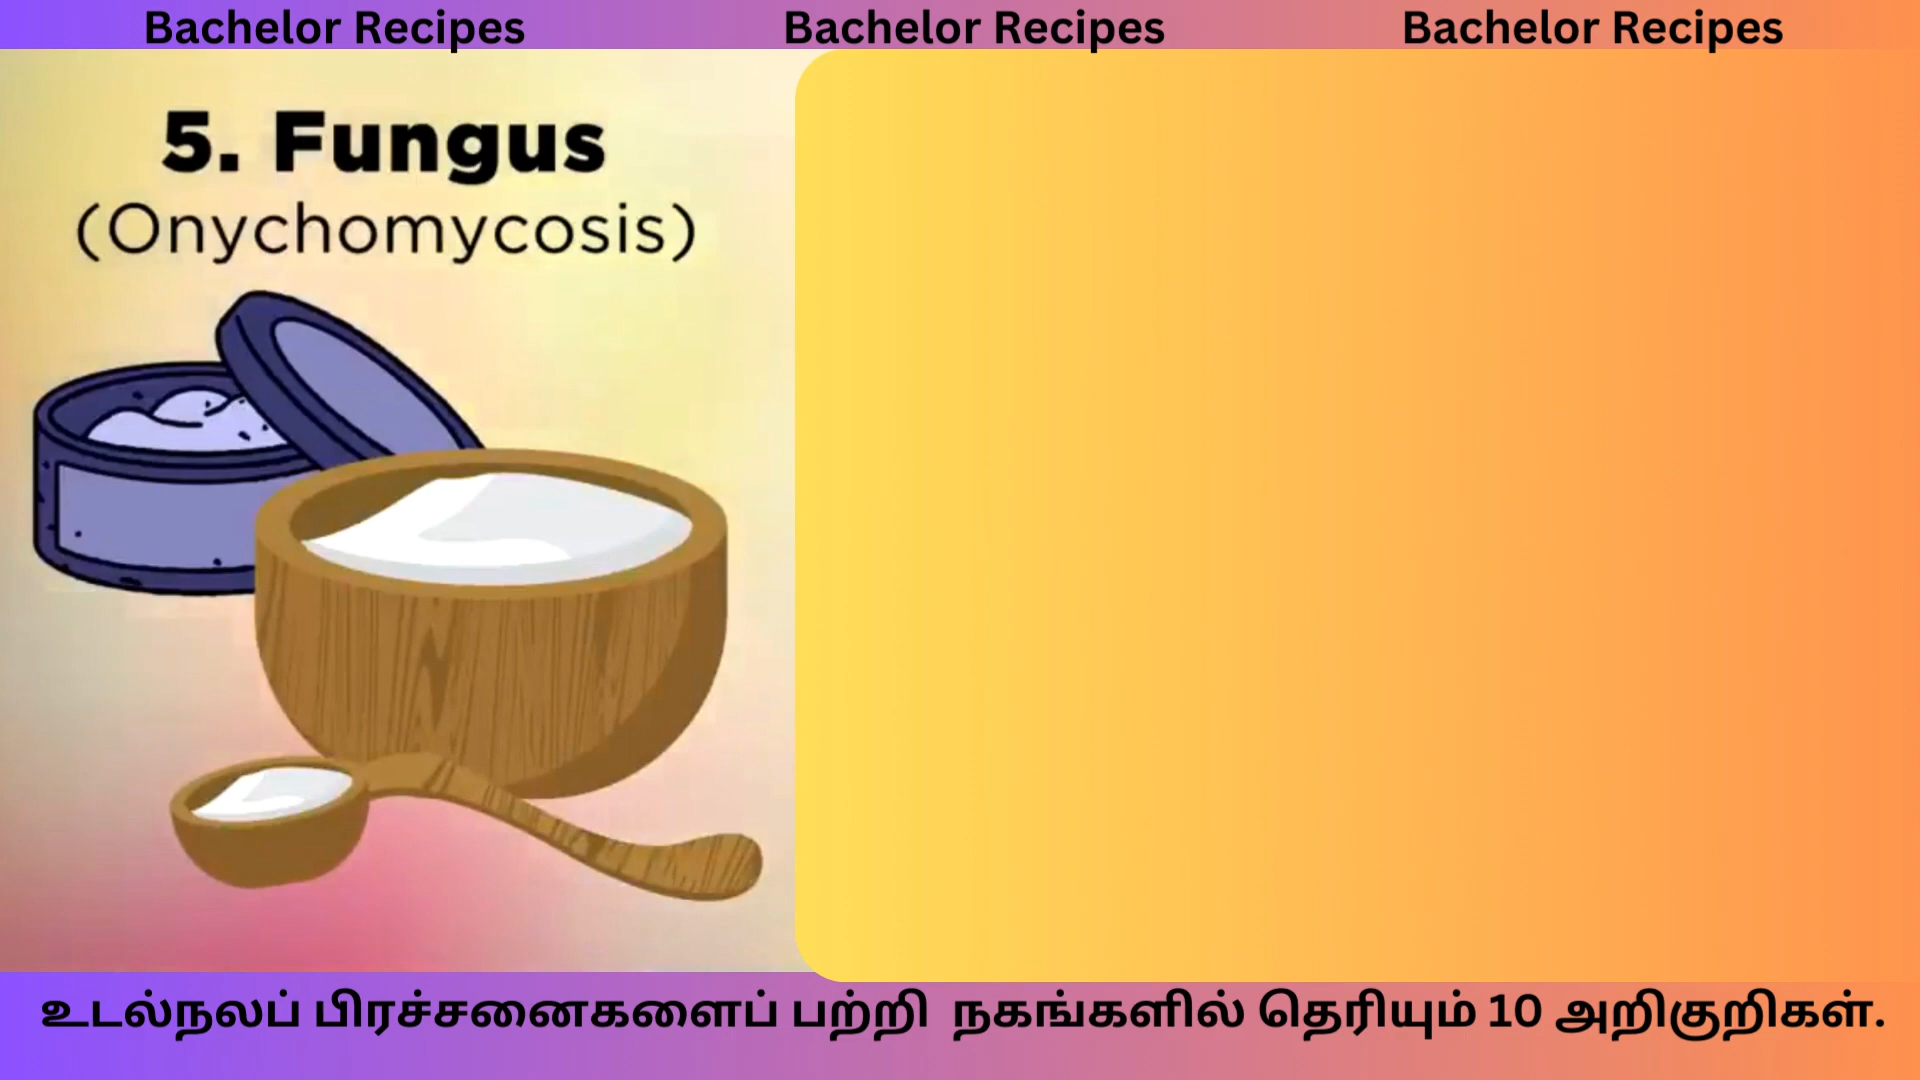 Bachelor Recipes Bachelor Recipes Bachelor Recipes
5. Fungus
(Onychomycosis)
உடல்நலப் பிரச்சனைகளைப் பற்றி நகங்களில் தெரியும் 10 அறிகுறிகள்.